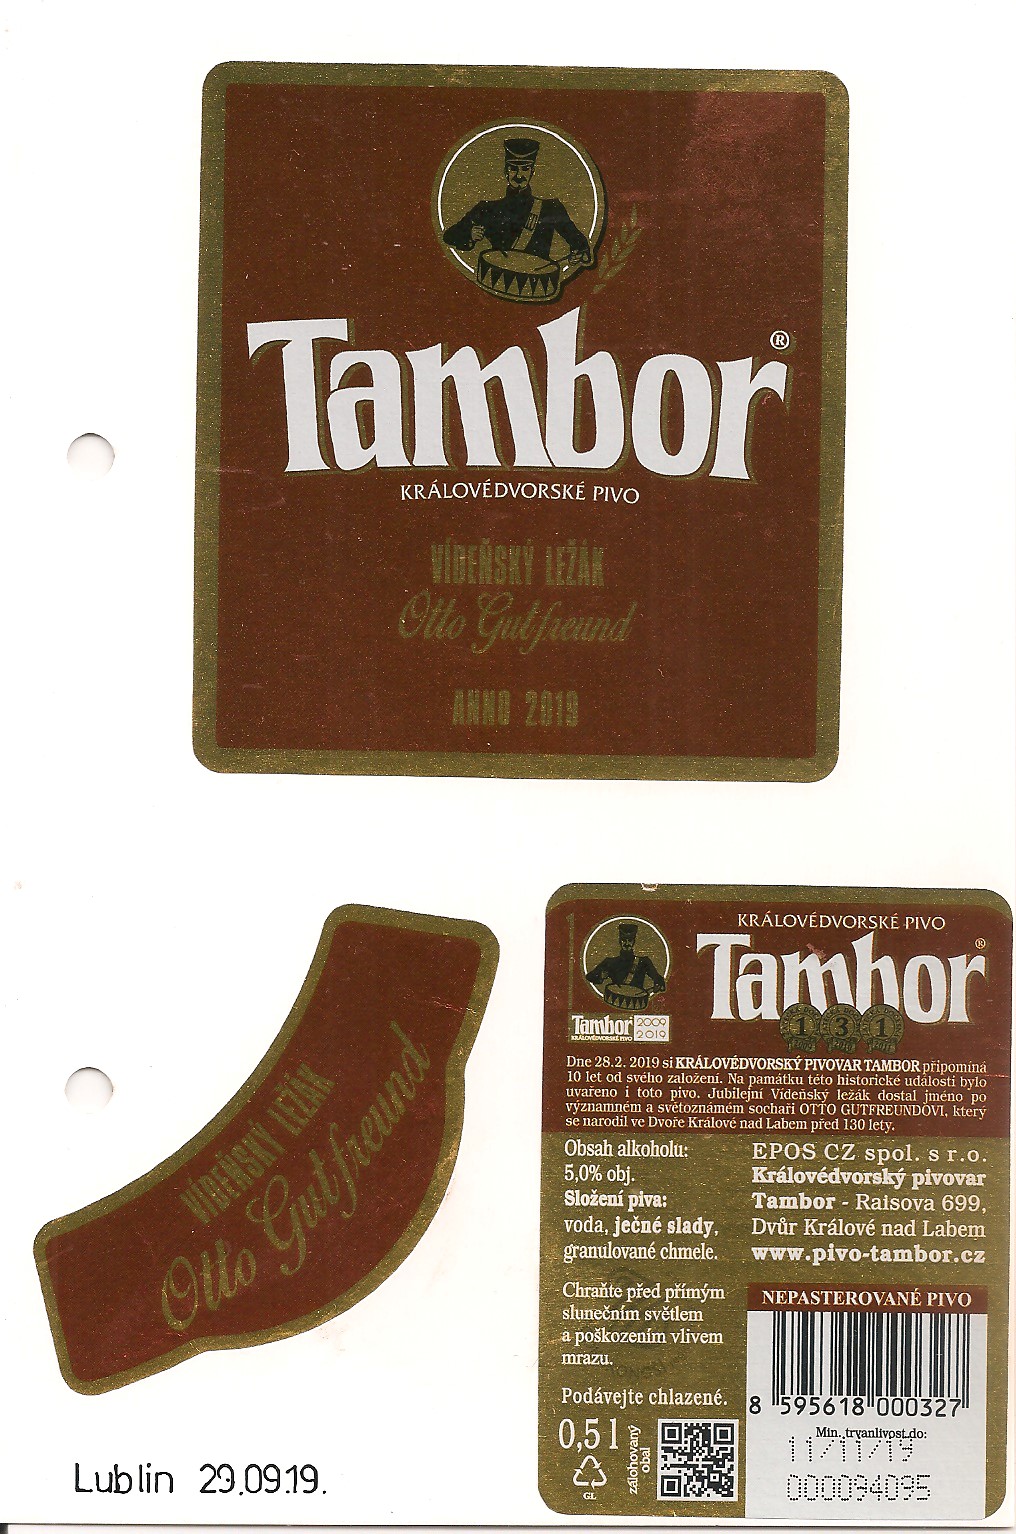 Tambor®
KRÁLOVÉDVORSKÉ PIVO
VÍDEŇSKÝ LEŽÁK
Otto Gutfreund
ANNO 2019
VÍDEŇSKÝ LEŽÁK
Otto Gutfreund
KRÁLOVÉDVORSKÉ PIVO
Tambor®
1 3 1
Tambor 2009
KRÁLOVÉDVORSKÉ PIVO 2019
Dne 28.2. 2019 si KRÁLOVÉDVORSKÝ PIVOVAR TAMBOR připomíná
10 let od svého založení. Na památku této historické události bylo
uvařeno i toto pivo. Jubilejní Vídeňský ležák dostal jméno po
významném a světoznámém sochaři OTTO GUTFREUNDOVI, který
se narodil ve Dvoře Králové nad Labem před 130 lety.
Obsah alkoholu:
5,0% obj.
Složení piva:
voda, ječné slady,
granulované chmele.
EPOS CZ spol. s r.o.
Královédvorský pivovar
Tambor - Raisova 699,
Dvůr Králové nad Labem
www.pivo-tambor.cz
Chraňte před přímým
slunečním světlem
a poškozením vlivem
mrazu.
Podávejte chlazené.
0,5 l
GL
zálohovaný
obal
NEPASTEROVANÉ PIVO
8 595618 000327
Min. trvanlivost do:
11/11/19
000094095
Lublin 29.09.19.